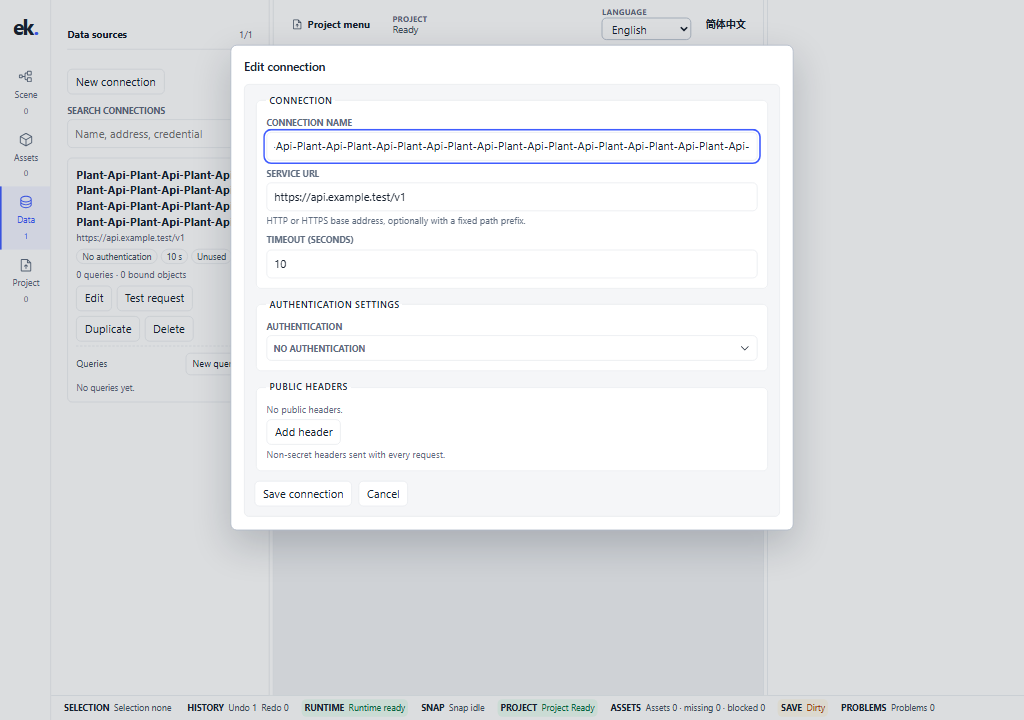 ek.
Scene
0
Assets
0
Data
1
Project
0
Data sources
1/1
New connection
SEARCH CONNECTIONS
Name, address, credential
Plant-Api-Plant-Api-Plant-Ap
Plant-Api-Plant-Api-Plant-Ap
Plant-Api-Plant-Api-Plant-Ap
Plant-Api-Plant-Api-Plant-Ap
https://api.example.test/v1
No authentication
10 s
Unused
0 queries · 0 bound objects
Edit
Test request
Duplicate
Delete
Queries
New quer
No queries yet.
Project menu
PROJECT
Ready
LANGUAGE
English
简体中文
Edit connection
CONNECTION
CONNECTION NAME
-Api-Plant-Api-Plant-Api-Plant-Api-Plant-Api-Plant-Api-Plant-Api-Plant-Api-Plant-Api-Plant-Api-
SERVICE URL
https://api.example.test/v1
HTTP or HTTPS base address, optionally with a fixed path prefix.
TIMEOUT (SECONDS)
10
AUTHENTICATION SETTINGS
AUTHENTICATION
NO AUTHENTICATION
PUBLIC HEADERS
No public headers.
Add header
Non-secret headers sent with every request.
Save connection
Cancel
SELECTION Selection none HISTORY Undo 1 Redo 0 RUNTIME Runtime ready SNAP Snap idle PROJECT Project Ready ASSETS Assets 0 · missing 0 · blocked 0 SAVE Dirty PROBLEMS Problems 0